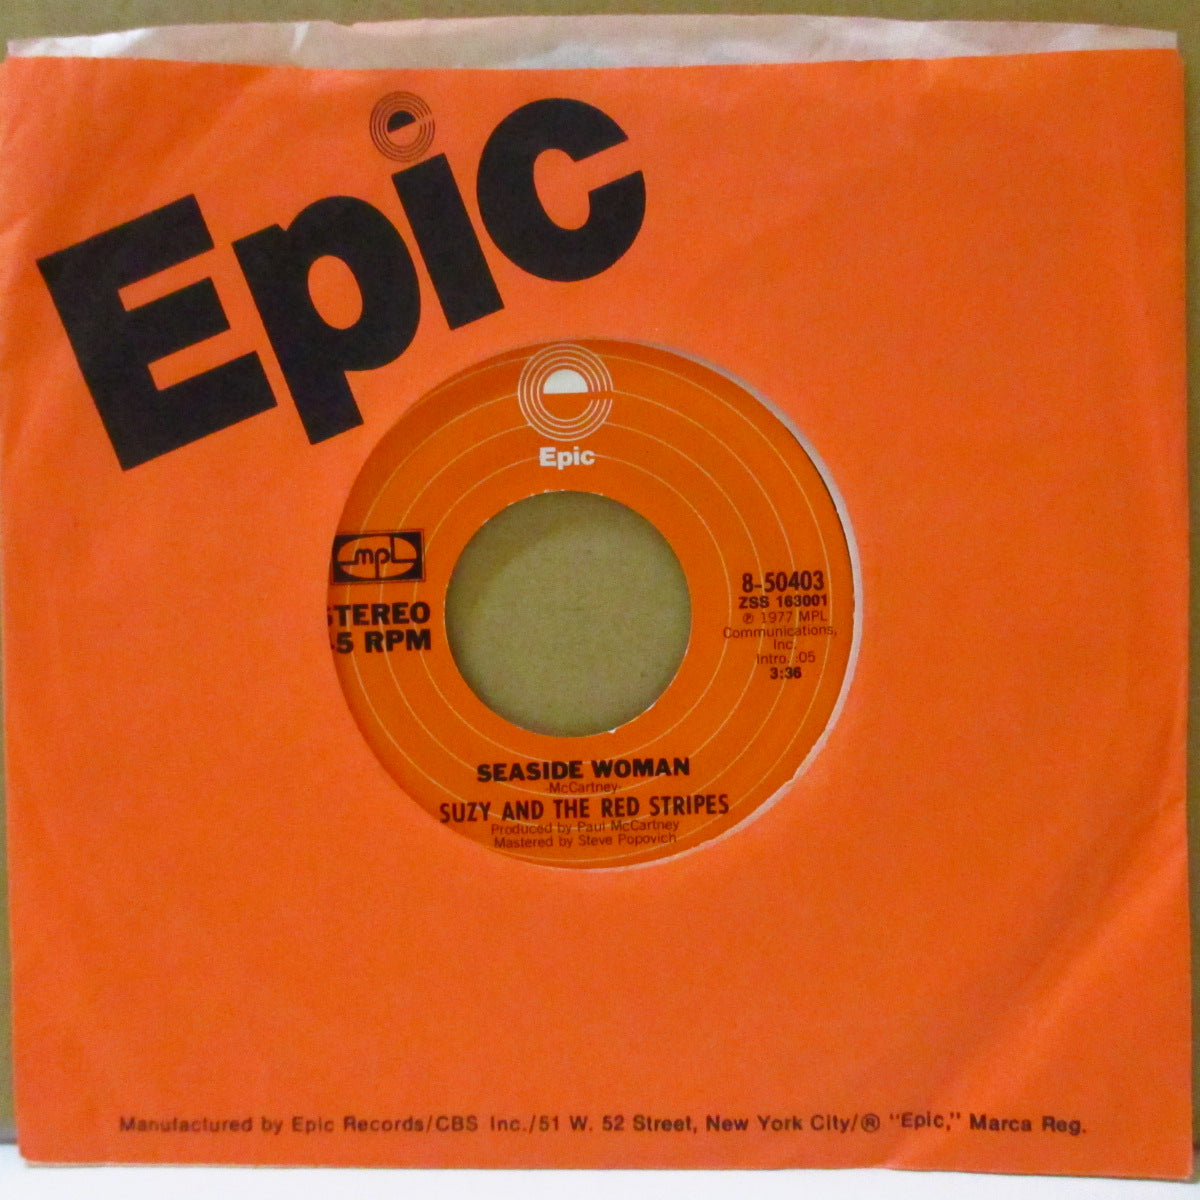 Epic
Epic
mpl
STEREO
45 RPM
8-50403
ZSS 163001
℗ 1977 MPL
Communications,
Inc.
Intro. :05
3:36
SEASIDE WOMAN
-McCartney-
SUZY AND THE RED STRIPES
Produced by Paul McCartney
Mastered by Steve Popovich
Manufactured by Epic Records/CBS Inc./51 W. 52 Street, New York City/® "Epic," Marca Reg.